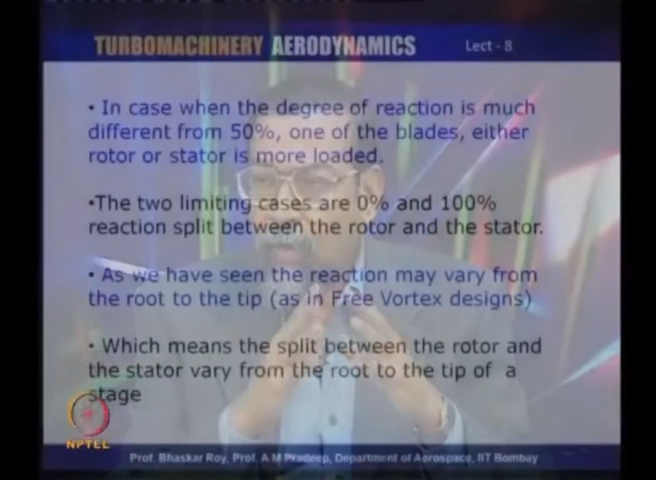 TURBOMACHINERY AERODYNAMICS Lect - 8
• In case when the degree of reaction is much
different from 50%, one of the blades, either
rotor or stator is more loaded.
•The two limiting cases are 0% and 100%
reaction split between the rotor and the stator.
• As we have seen the reaction may vary from
the root to the tip (as in Free Vortex designs)
• Which means the split between the rotor and
the stator vary from the root to the tip of a
stage
NPTEL
Prof. Bhaskar Roy, Prof. A M Pradeep, Department of Aerospace, IIT Bombay